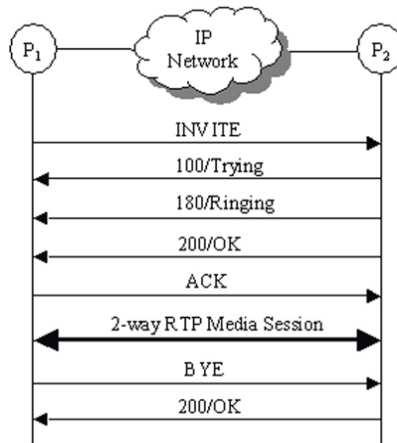 P1
IP
Network
P2
INVITE
100/Trying
180/Ringing
200/OK
ACK
2-way RTP Media Session
BYE
200/OK